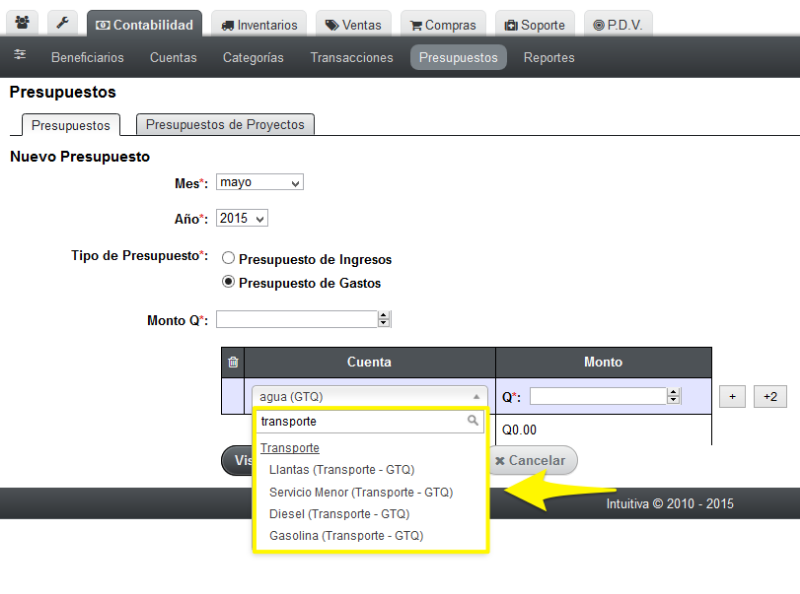 Contabilidad Inventarios Ventas Compras Soporte P.D.V.
Beneficiarios Cuentas Categorías Transacciones Presupuestos Reportes
Presupuestos
Presupuestos Presupuestos de Proyectos
Nuevo Presupuesto
Mes*: mayo
Año*: 2015
Tipo de Presupuesto*: Presupuesto de Ingresos
Presupuesto de Gastos
Monto Q*:
Cuenta Monto
agua (GTQ) Q*: + +2
transporte Q0.00
Transporte
Vis Cancelar
Llantas (Transporte - GTQ)
Servicio Menor (Transporte - GTQ)
Intuitiva © 2010 - 2015
Diesel (Transporte - GTQ)
Gasolina (Transporte - GTQ)